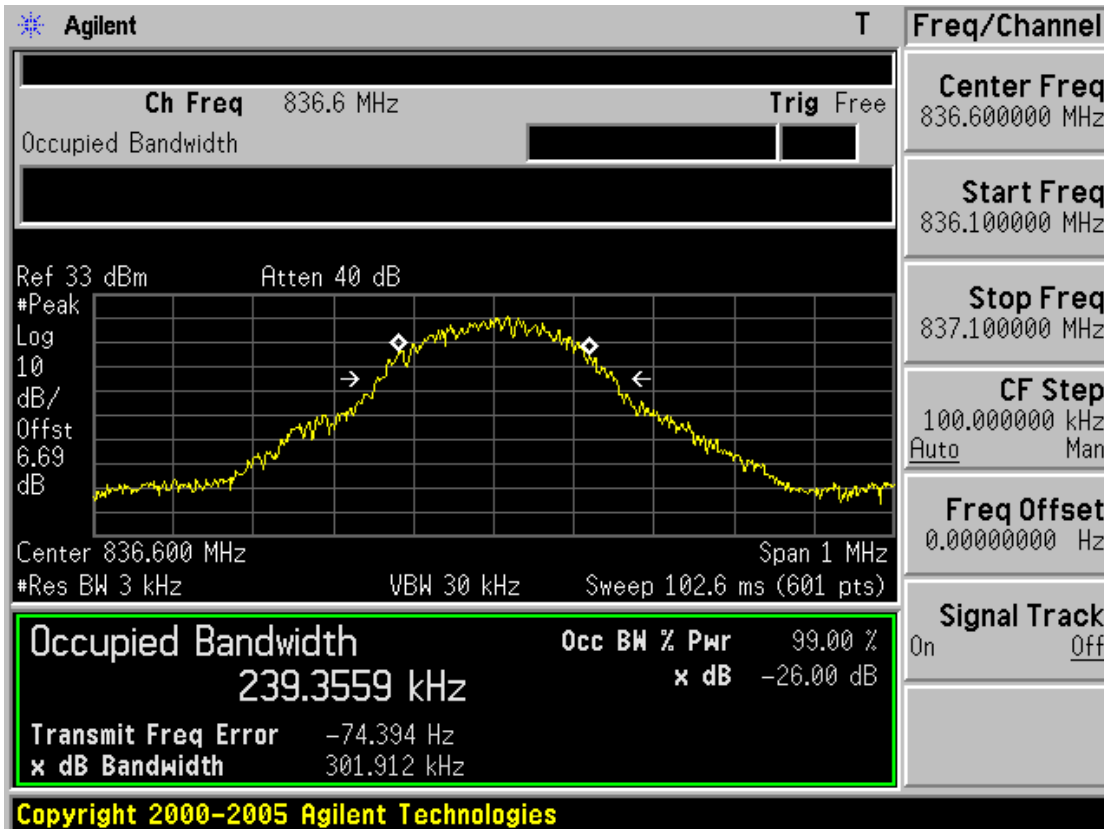 Agilent T
Ch Freq 836.6 MHz Trig Free
Occupied Bandwidth
Ref 33 dBm Atten 40 dB
#Peak
Log
10
dB/
Offst
6.69
dB
Center 836.600 MHz Span 1 MHz
#Res BW 3 kHz VBW 30 kHz Sweep 102.6 ms (601 pts)
Occupied Bandwidth Occ BW % Pwr 99.00 %
239.3559 kHz x dB -26.00 dB
Transmit Freq Error -74.394 Hz
x dB Bandwidth 301.912 kHz
Copyright 2000-2005 Agilent Technologies
Freq/Channel
Center Freq
836.600000 MHz
Start Freq
836.100000 MHz
Stop Freq
837.100000 MHz
CF Step
100.000000 kHz
Auto Man
Freq Offset
0.00000000 Hz
Signal Track
On Off